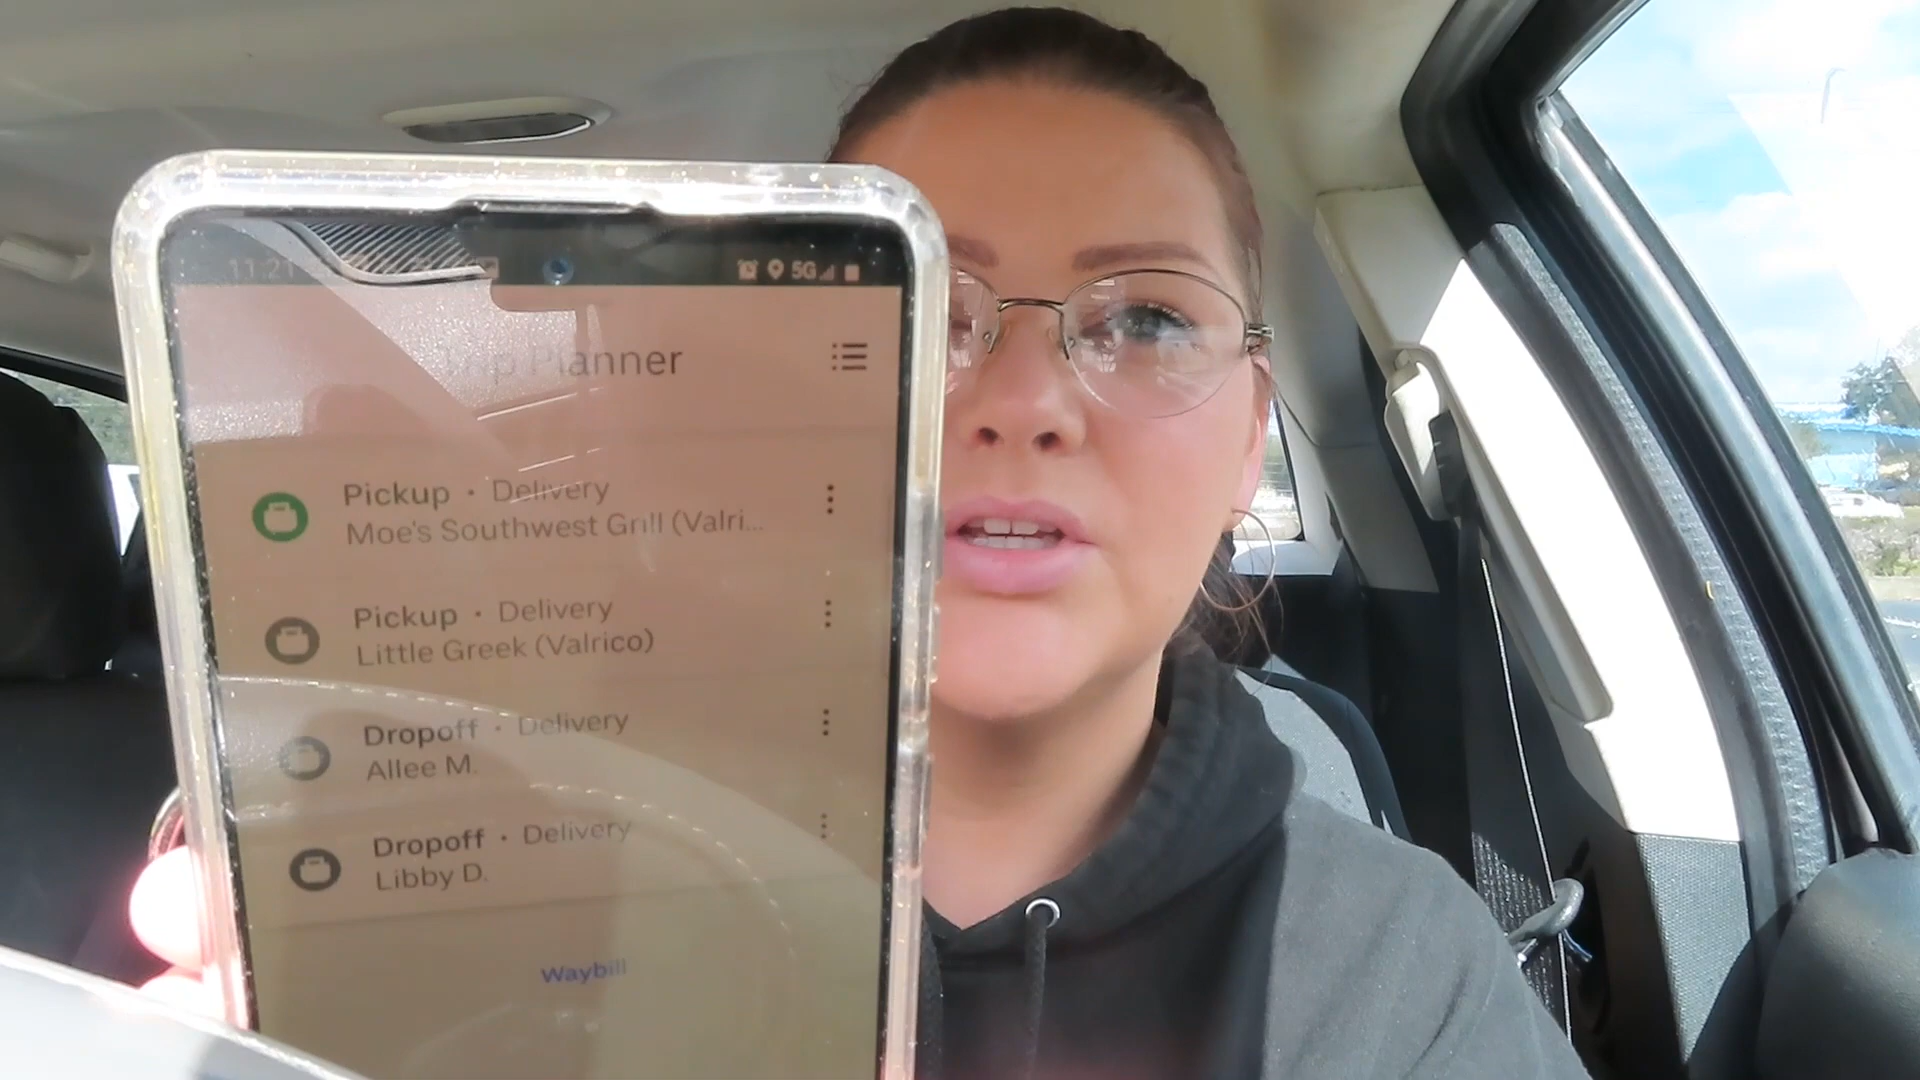 11:21
5G
Trip Planner
Pickup · Delivery
Moe's Southwest Grill (Valri...
Pickup · Delivery
Little Greek (Valrico)
Dropoff · Delivery
Allee M.
Dropoff · Delivery
Libby D.
Waybill